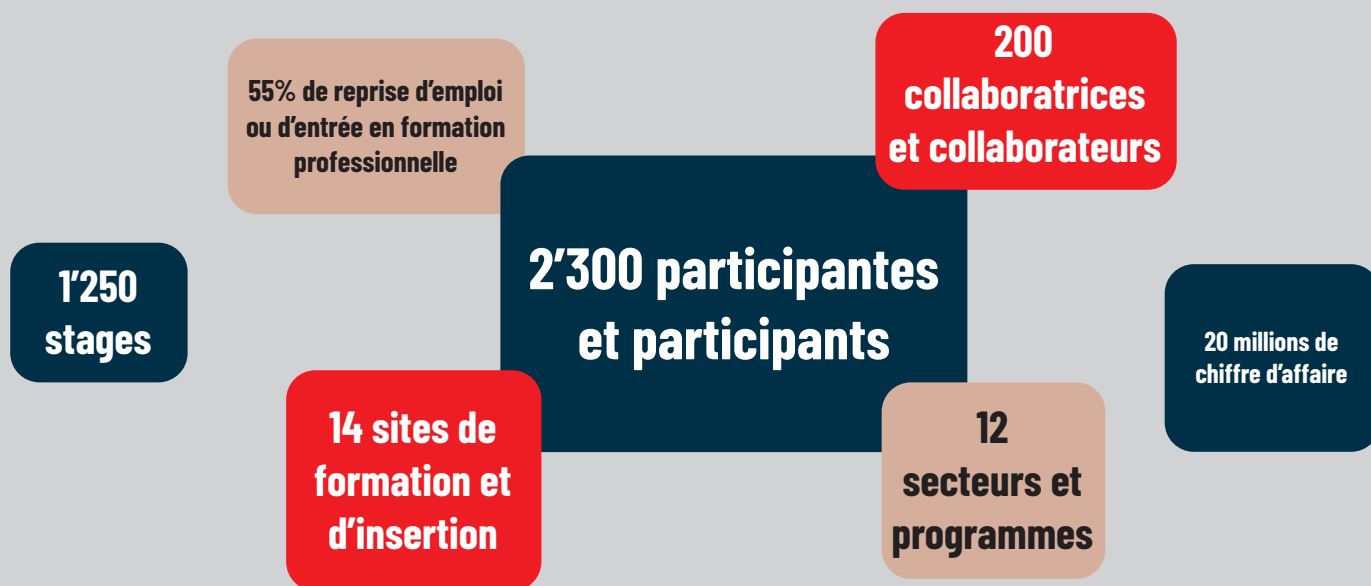 200
collaboratrices
et collaborateurs
55% de reprise d’emploi
ou d’entrée en formation
professionnelle
2’300 participantes
et participants
1’250
stages
20 millions de
chiffre d’affaire
14 sites de
formation et
d’insertion
12
secteurs et
programmes